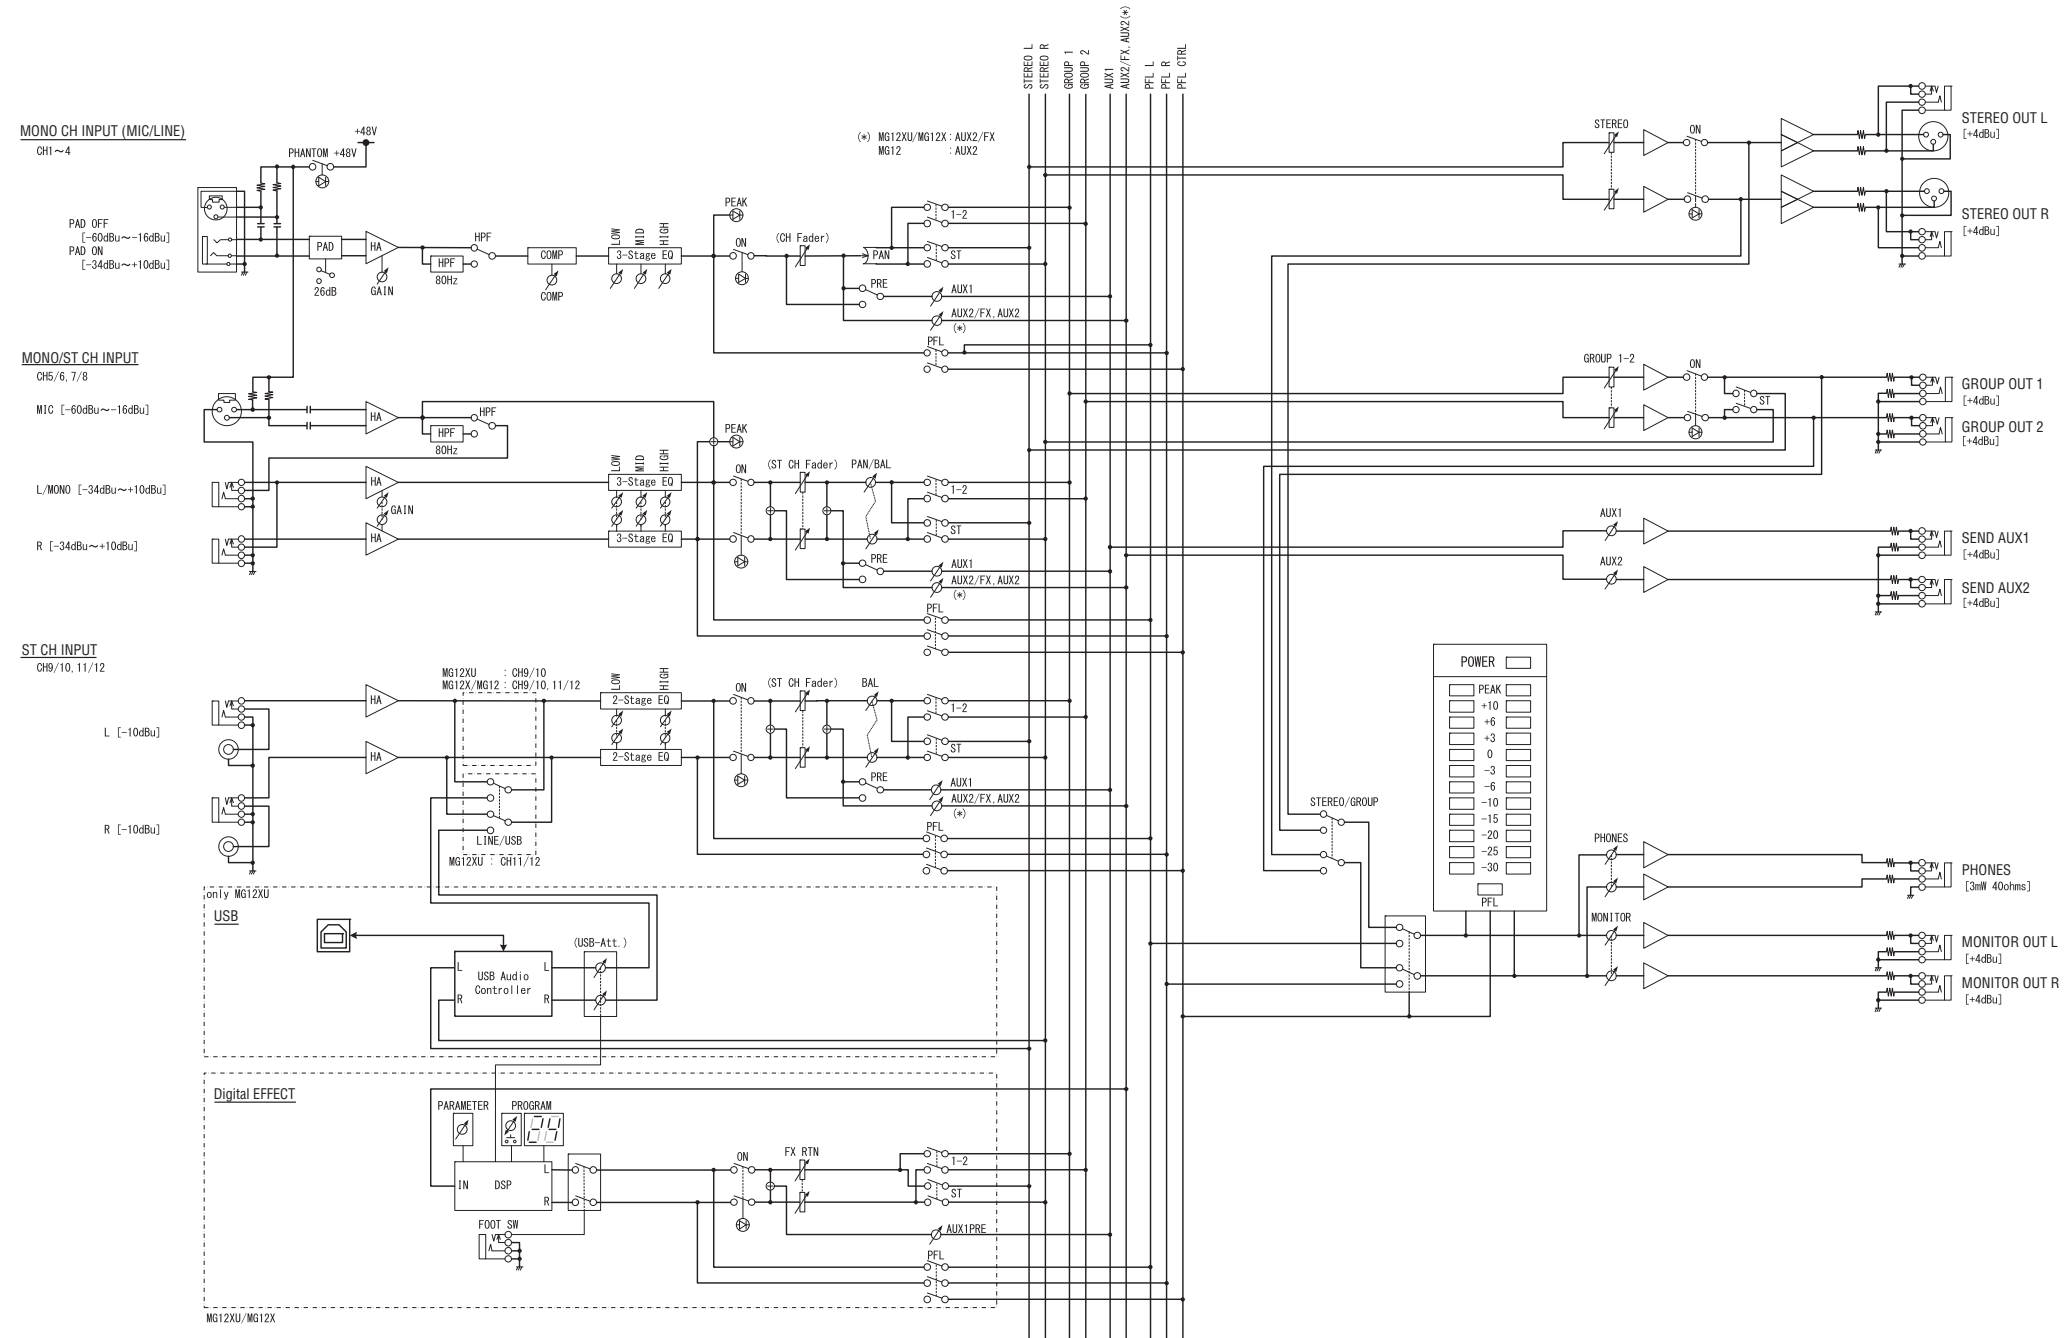 STEREO L
STEREO R
GROUP 1
GROUP 2
AUX1
AUX2/FX, AUX2(*)
PFL L
PFL R
PFL CTRL
MONO CH INPUT (MIC/LINE)
CH1~4
+48V
PHANTOM +48V
(*) MG12XU/MG12X : AUX2/FX
MG12 : AUX2
PAD OFF
[-60dBu~-16dBu]
PAD ON
[-34dBu~+10dBu]
PAD
26dB
HA
GAIN
HPF
HPF
80Hz
COMP
COMP
LOW
MID
HIGH
3-Stage EQ
PEAK
ON
(CH Fader)
PAN
1-2
ST
PRE
AUX1
AUX2/FX, AUX2
(*)
PFL
STEREO
ON
STEREO OUT L
[+4dBu]
STEREO OUT R
[+4dBu]
MONO/ST CH INPUT
CH5/6, 7/8
MIC [-60dBu~-16dBu]
HA
HPF
HPF
80Hz
L/MONO [-34dBu~+10dBu]
R [-34dBu~+10dBu]
HA
GAIN
HA
LOW
MID
HIGH
3-Stage EQ
3-Stage EQ
PEAK
ON
(ST CH Fader)
PAN/BAL
1-2
ST
PRE
AUX1
AUX2/FX, AUX2
(*)
PFL
GROUP 1-2
ON
ST
GROUP OUT 1
[+4dBu]
GROUP OUT 2
[+4dBu]
AUX1
SEND AUX1
[+4dBu]
AUX2
SEND AUX2
[+4dBu]
ST CH INPUT
CH9/10, 11/12
L [-10dBu]
R [-10dBu]
HA
HA
MG12XU : CH9/10
MG12X/MG12 : CH9/10, 11/12
LINE/USB
MG12XU : CH11/12
LOW
HIGH
2-Stage EQ
2-Stage EQ
ON
(ST CH Fader)
BAL
1-2
ST
PRE
AUX1
AUX2/FX, AUX2
(*)
PFL
STEREO/GROUP
POWER
PEAK
+10
+6
+3
0
-3
-6
-10
-15
-20
-25
-30
PFL
PHONES
PHONES
[3mW 40ohms]
MONITOR
MONITOR OUT L
[+4dBu]
MONITOR OUT R
[+4dBu]
only MG12XU
USB
L
R
USB Audio
Controller
L
R
(USB-Att.)
Digital EFFECT
PARAMETER
PROGRAM
IN
DSP
L
R
FOOT SW
ON
FX RTN
1-2
ST
AUX1PRE
PFL
MG12XU/MG12X